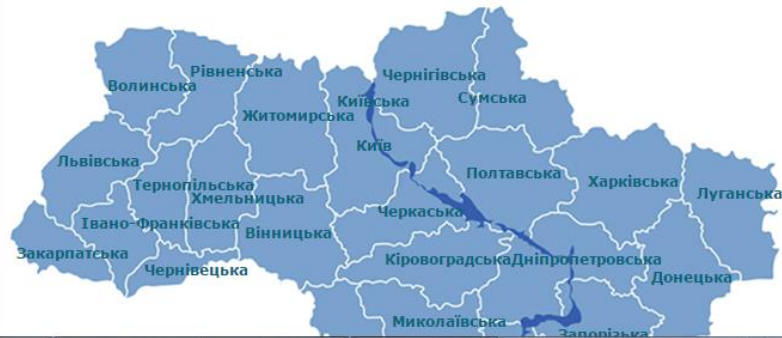 Рівненська
Чернігівська
Волинська
Сумська
Київська
Житомирська
Київ
Львівська
Полтавська
Тернопільська
Харківська
Луганська
Хмельницька
Черкаська
Івано-Франківська
Вінницька
Закарпатська
Кіровоградська
Дніпропетровська
Чернівецька
Донецька
Миколаївська
Запорізька